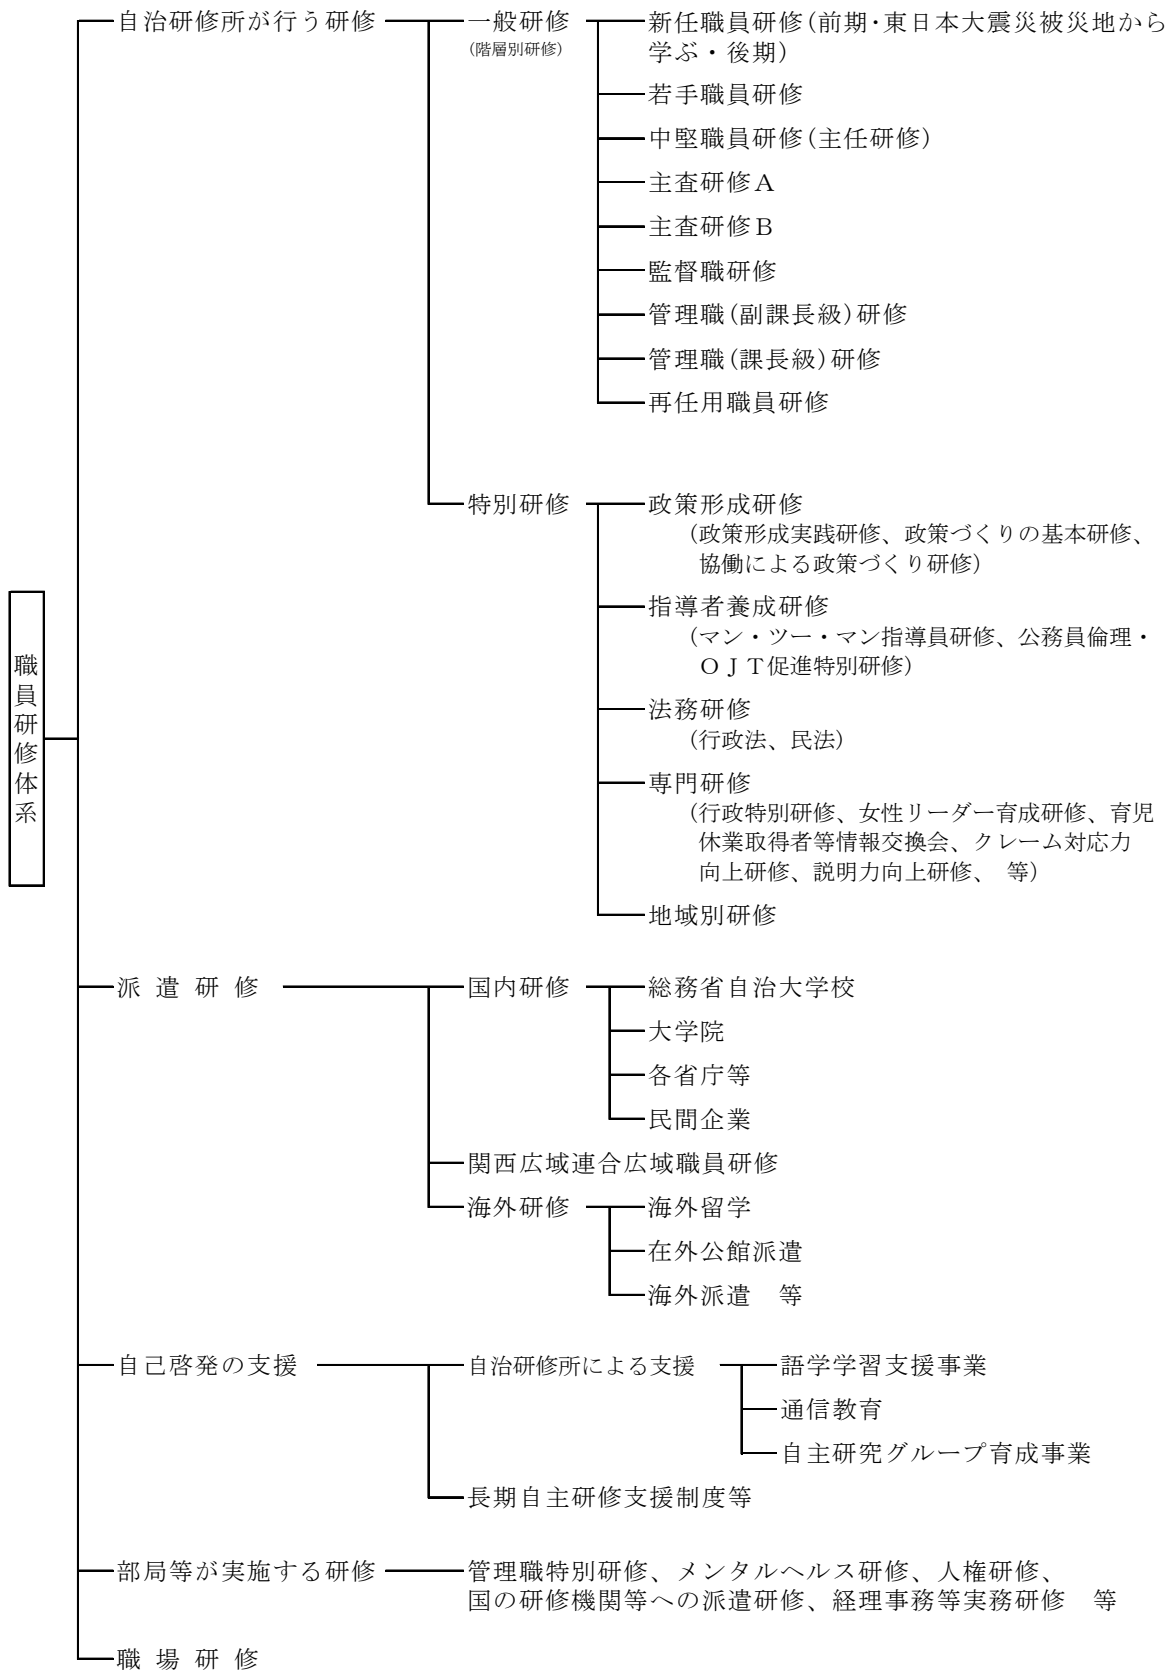 職員研修体系
自治研修所が行う研修
一般研修
(階層別研修)
新任職員研修(前期・東日本大震災被災地から
学ぶ・後期)
若手職員研修
中堅職員研修(主任研修)
主査研修A
主査研修B
監督職研修
管理職(副課長級)研修
管理職(課長級)研修
再任用職員研修
特別研修
政策形成研修
(政策形成実践研修、政策づくりの基本研修、
協働による政策づくり研修)
指導者養成研修
(マン・ツー・マン指導員研修、公務員倫理・
OJT促進特別研修)
法務研修
(行政法、民法)
専門研修
(行政特別研修、女性リーダー育成研修、育児
休業取得者等情報交換会、クレーム対応力
向上研修、説明力向上研修、 等)
地域別研修
派遣研修
国内研修
総務省自治大学校
大学院
各省庁等
民間企業
関西広域連合広域職員研修
海外研修
海外留学
在外公館派遣
海外派遣 等
自己啓発の支援
自治研修所による支援
語学学習支援事業
通信教育
自主研究グループ育成事業
長期自主研修支援制度等
部局等が実施する研修
管理職特別研修、メンタルヘルス研修、人権研修、
国の研修機関等への派遣研修、経理事務等実務研修 等
職場研修